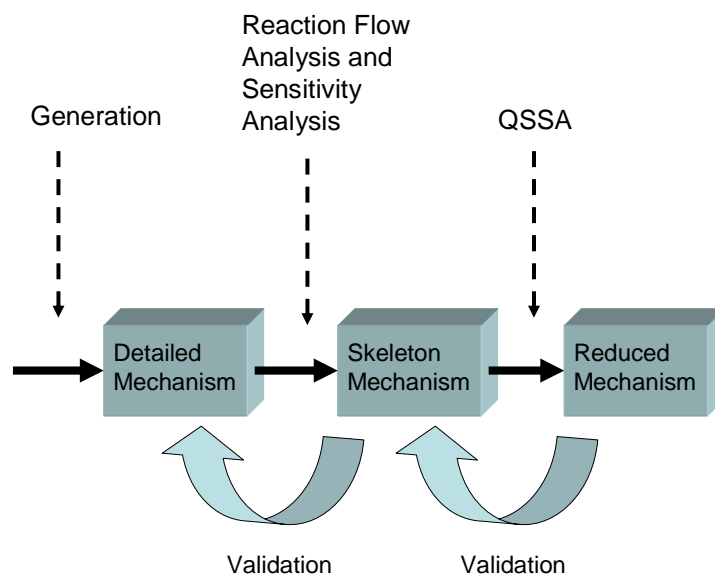 Generation
Reaction Flow
Analysis and
Sensitivity
Analysis
QSSA
Detailed
Mechanism
Skeleton
Mechanism
Reduced
Mechanism
Validation
Validation